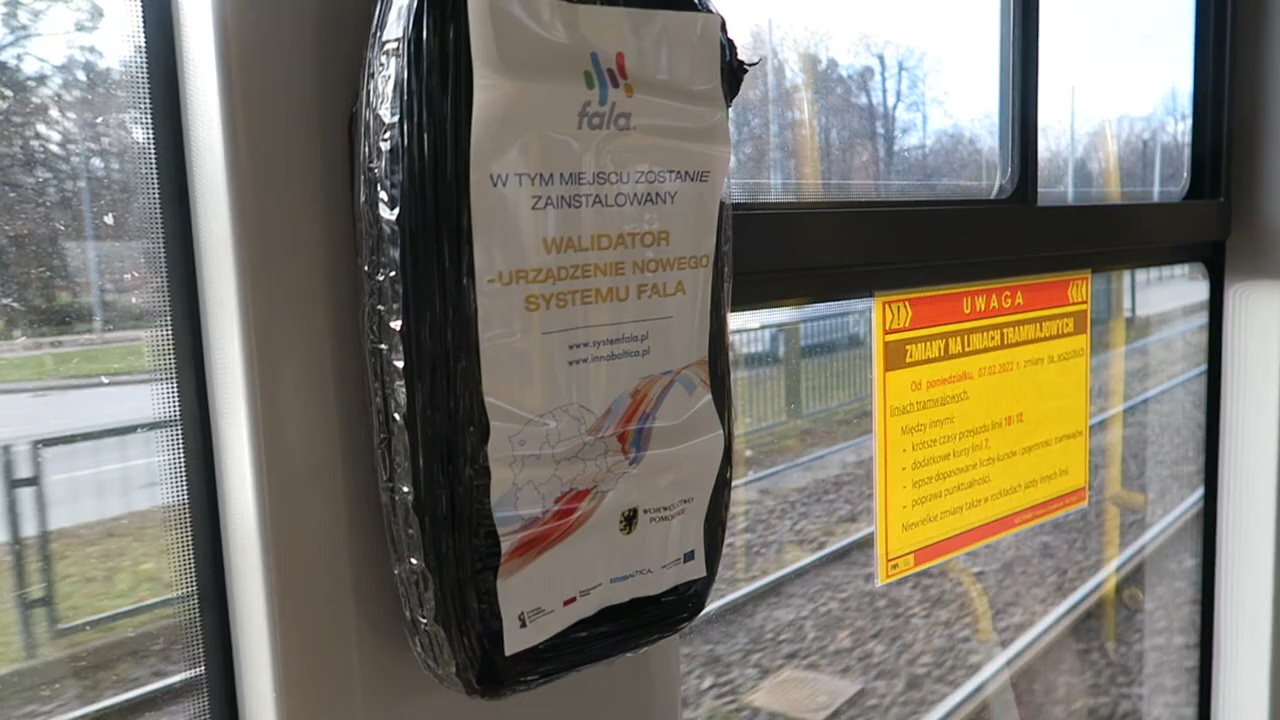 fala
W TYM MIEJSCU ZOSTANIE
ZAINSTALOWANY
WALIDATOR
-URZĄDZENIE NOWEGO
SYSTEMU FALA
www.systemfala.pl
www.innobaltica.pl
WOJEWÓDZTWO
POMORSKIE
UWAGA
ZMIANY NA LINIACH TRAMWAJOWYCH
Od poniedziałku, 07.02.2022 r. zmiany na wszystkich
liniach tramwajowych.
Między innymi:
- krótsze czasy przejazdu linii 10 i 12,
- dodatkowe kursy linii 7,
- lepsze dopasowanie liczby kursów i pojemności tramwajów
- poprawa punktualności.
Niewielkie zmiany także w rozkładach jazdy innych linii